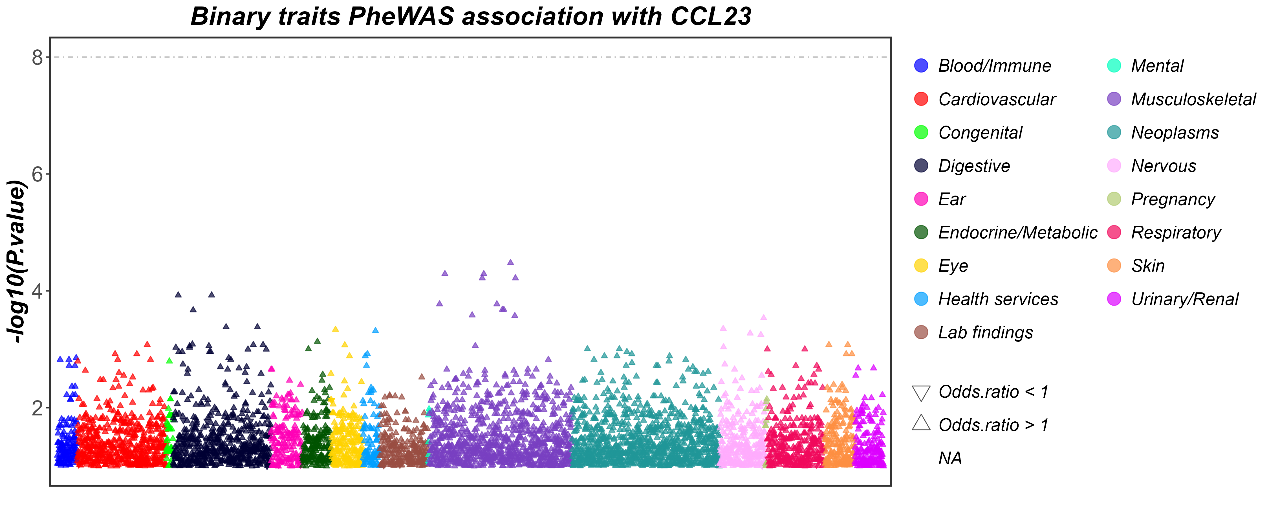 Binary traits PheWAS association with CCL23
-log10(P.value)
8
6
4
2
Blood/Immune
Cardiovascular
Congenital
Digestive
Ear
Endocrine/Metabolic
Eye
Health services
Lab findings
Mental
Musculoskeletal
Neoplasms
Nervous
Pregnancy
Respiratory
Skin
Urinary/Renal
Odds.ratio < 1
Odds.ratio > 1
NA